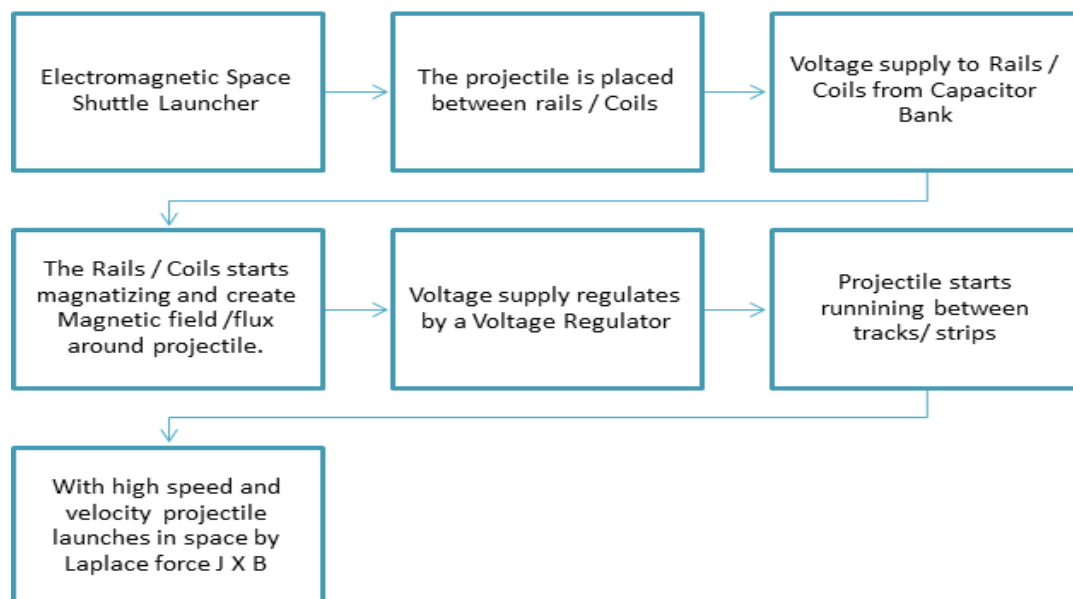 Electromagnetic Space
Shuttle Launcher
The projectile is placed
between rails / Coils
Voltage supply to Rails /
Coils from Capacitor
Bank
The Rails / Coils starts
magnatizing and create
Magnetic field /flux
around projectile.
Voltage supply regulates
by a Voltage Regulator
Projectile starts
runnining between
tracks/ strips
With high speed and
velocity projectile
launches in space by
Laplace force J X B